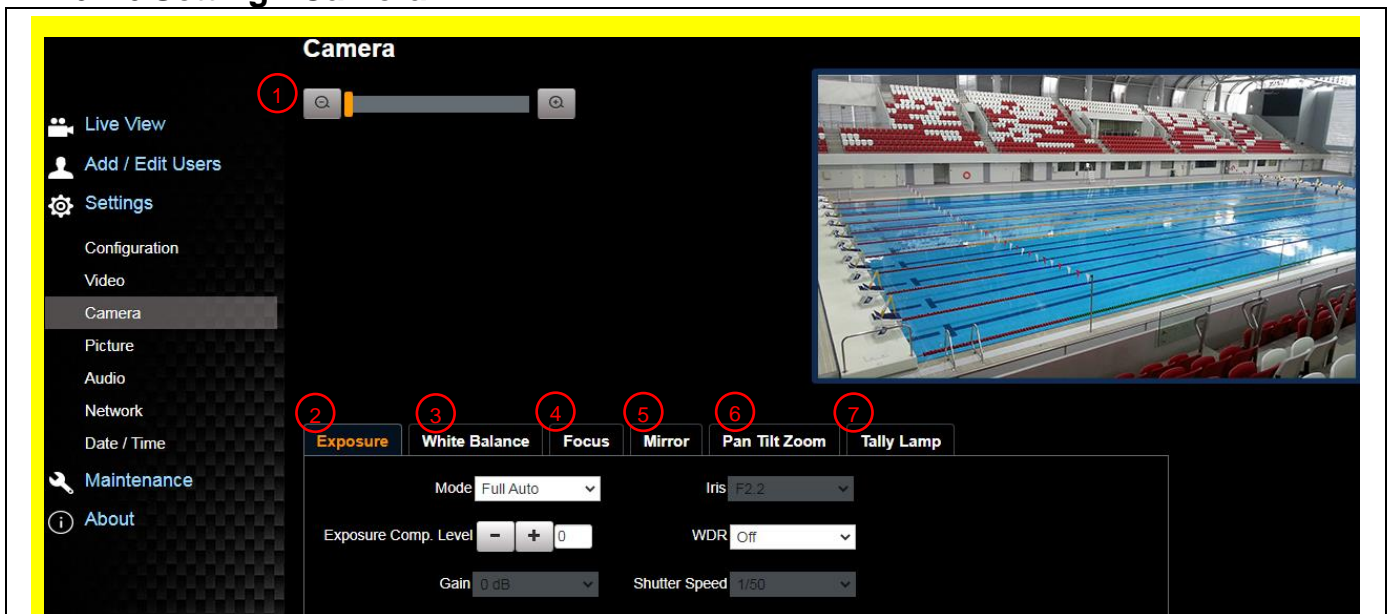 Camera
1
Live View
Add / Edit Users
Settings
Configuration
Video
Camera
Picture
Audio
Network
Date / Time
Maintenance
About
2 3 4 5 6 7
Exposure White Balance Focus Mirror Pan Tilt Zoom Tally Lamp
Mode Full Auto Iris F2.2
Exposure Comp. Level - + 0 WDR Off
Gain 0 dB Shutter Speed 1/50